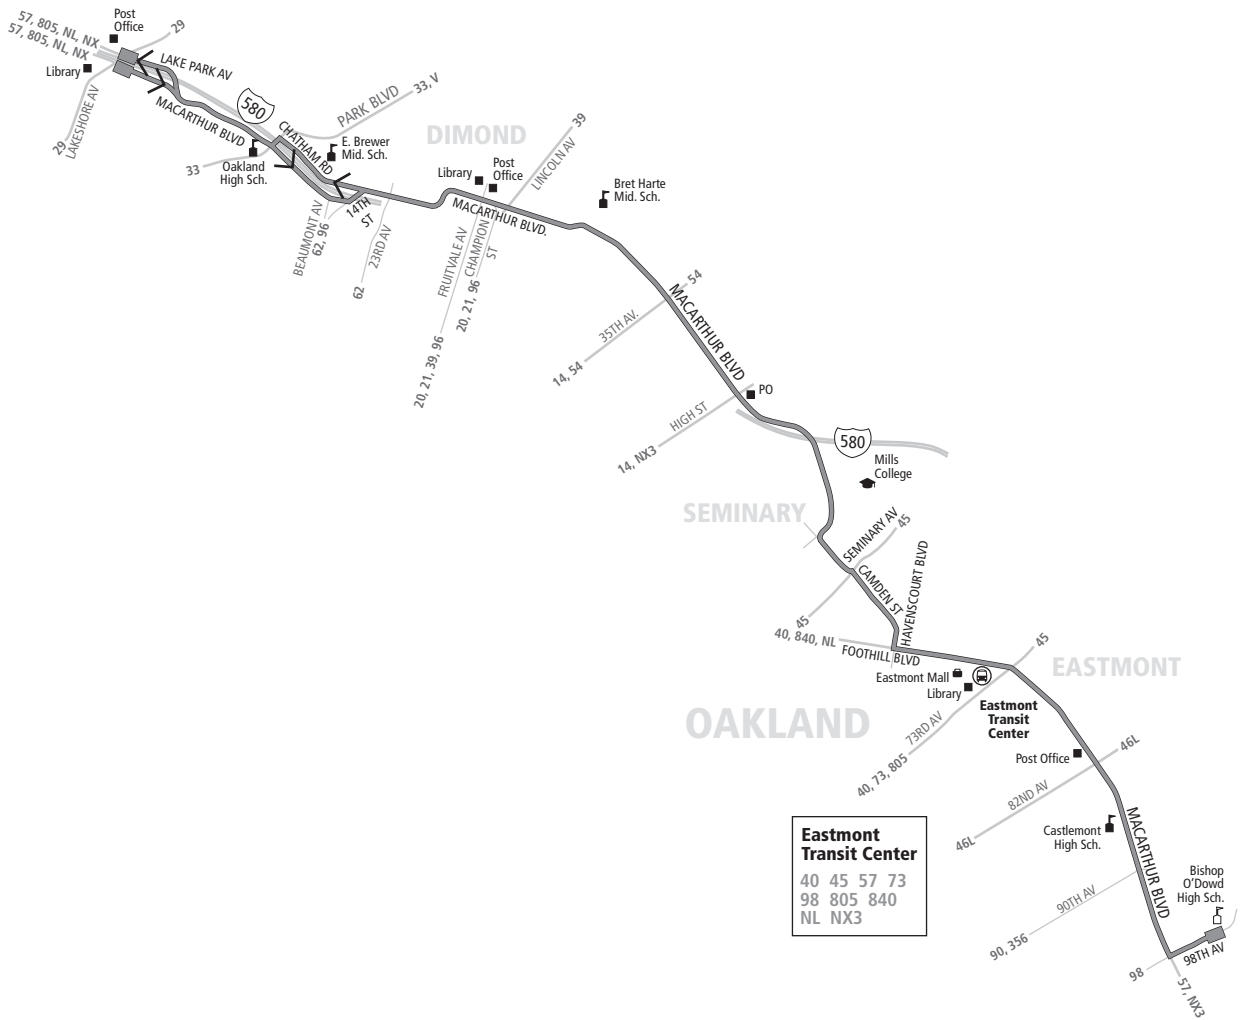 57, 805, NL, NX
57, 805, NL, NX
Post
Office
29
Library
LAKE PARK AV
LAKESHORE AV
29
MACARTHUR BLVD
580
PARK BLVD
33, V
CHATHAM RD
E. Brewer
Mid. Sch.
33
Oakland
High Sch.
DIMOND
39
LINCOLN AV
Library
Post
Office
Bret Harte
Mid. Sch.
MACARTHUR BLVD.
14TH
ST
BEAUMONT AV
62, 96
23RD AV
62
FRUITVALE AV
20, 21, 39, 96
CHAMPION
ST
20, 21, 96
54
35TH AV.
14, 54
MACARTHUR BLVD
PO
HIGH ST
14, NX3
580
Mills
College
SEMINARY
SEMINARY AV
45
CAMDEN ST
HAVENSCOURT BLVD
45
40, 840, NL
FOOTHILL BLVD
45
EASTMONT
Eastmont Mall
Library
Eastmont
Transit
Center
OAKLAND
73RD AV
40, 73, 805
Post Office
46L
82ND AV
46L
Castlemont
High Sch.
MACARTHUR BLVD
Eastmont
Transit Center
40 45 57 73
98 805 840
NL NX3
90TH AV
90, 356
Bishop
O'Dowd
High Sch.
98TH AV
98
57, NX3